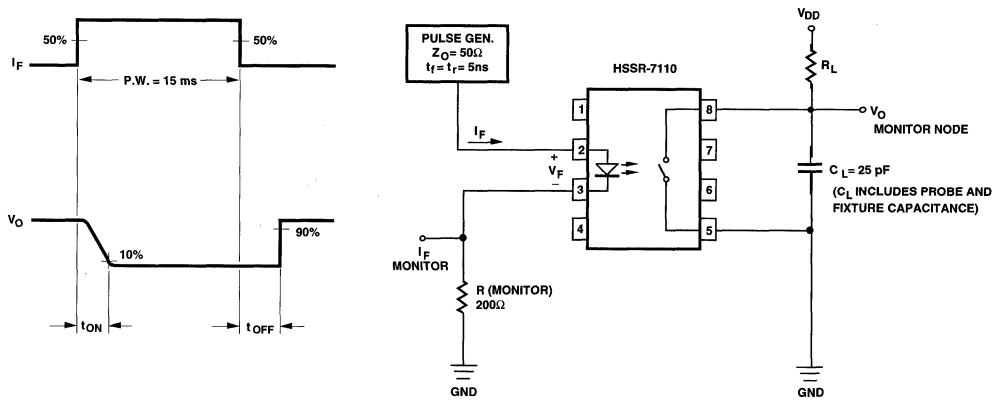 50%
50%
I_F
P.W. = 15 ms
V_O
10%
90%
t_ON
t_OFF
PULSE GEN.
Z_O = 50Ω
t_f = t_r = 5ns
I_F
+
V_F
−
I_F
MONITOR
R (MONITOR)
200Ω
GND
HSSR-7110
1
2
3
4
8
7
6
5
V_DD
R_L
V_O
MONITOR NODE
C_L = 25 pF
(C_L INCLUDES PROBE AND
FIXTURE CAPACITANCE)
GND